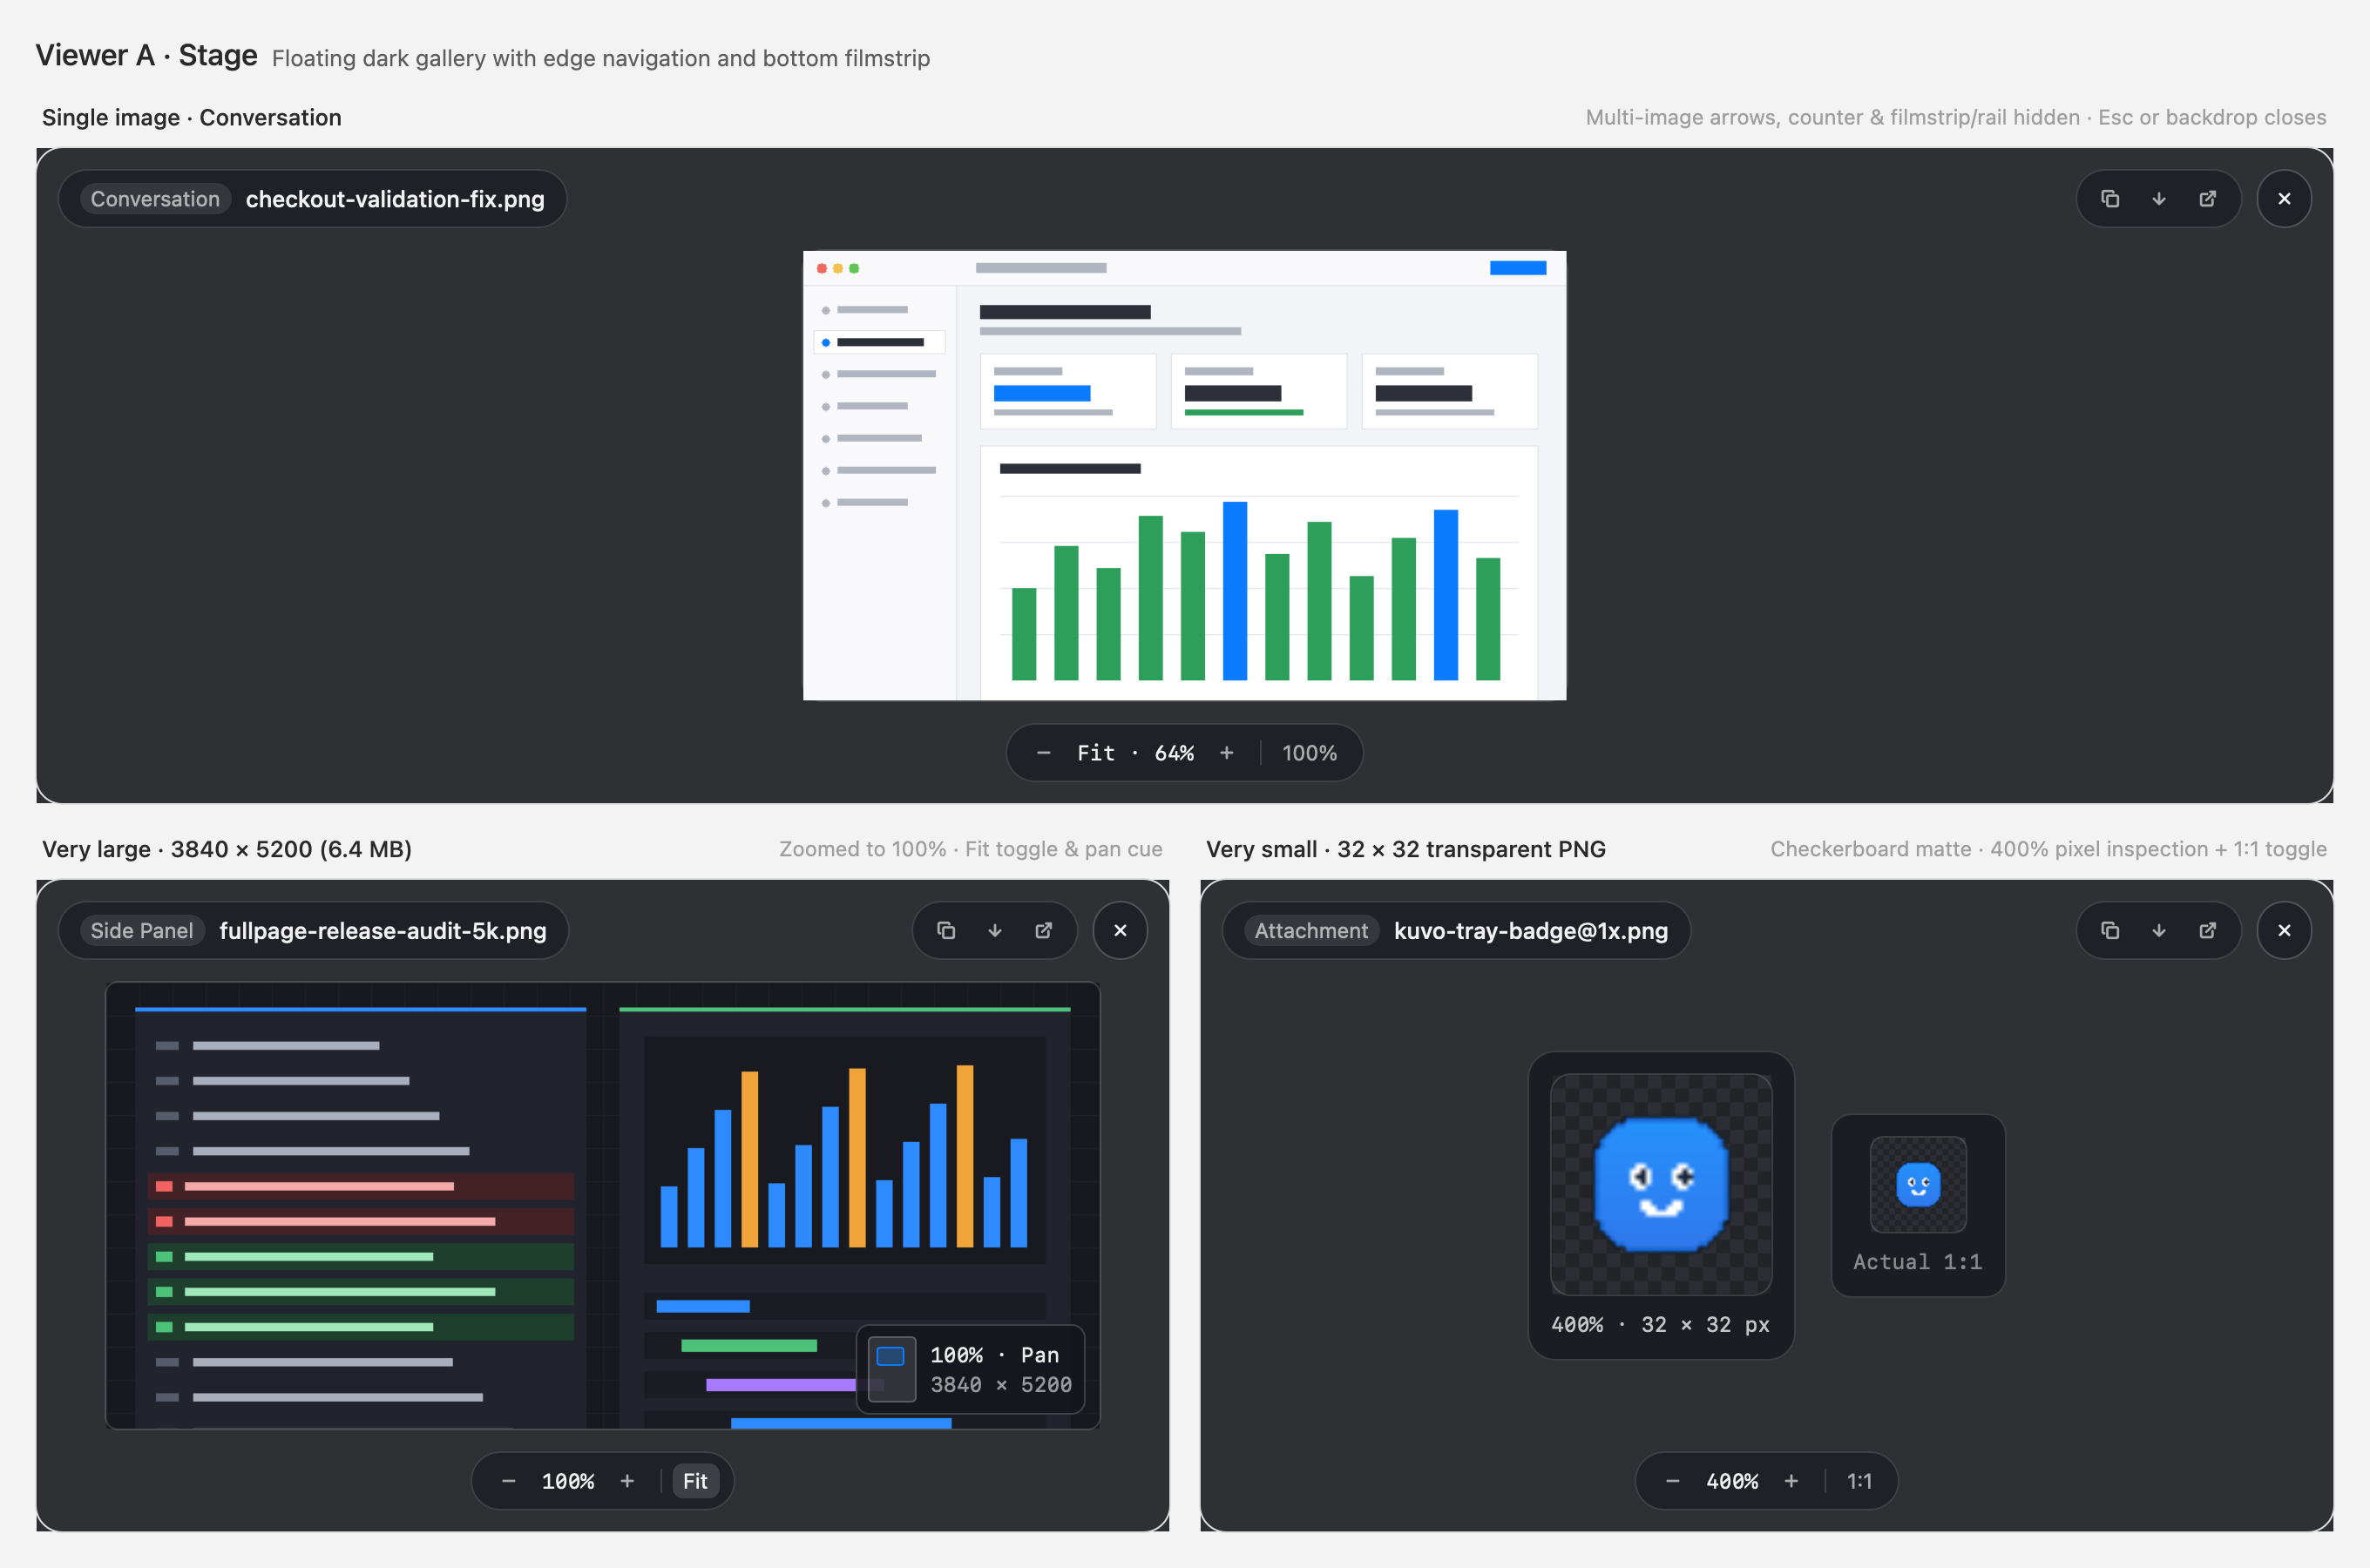 Viewer A · Stage Floating dark gallery with edge navigation and bottom filmstrip
Single image · Conversation
Multi-image arrows, counter & filmstrip/rail hidden · Esc or backdrop closes
Conversation checkout-validation-fix.png
− Fit · 64% + 100%
Very large · 3840 × 5200 (6.4 MB)
Zoomed to 100% · Fit toggle & pan cue
Side Panel fullpage-release-audit-5k.png
100% · Pan
3840 × 5200
− 100% + Fit
Very small · 32 × 32 transparent PNG
Checkerboard matte · 400% pixel inspection + 1:1 toggle
Attachment kuvo-tray-badge@1x.png
400% · 32 × 32 px
Actual 1:1
− 400% + 1:1